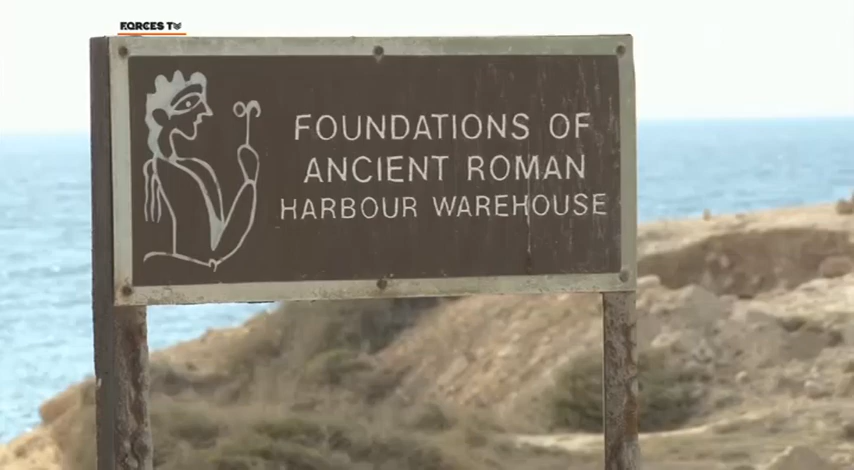 FORCES TV
FOUNDATIONS OF
ANCIENT ROMAN
HARBOUR WAREHOUSE